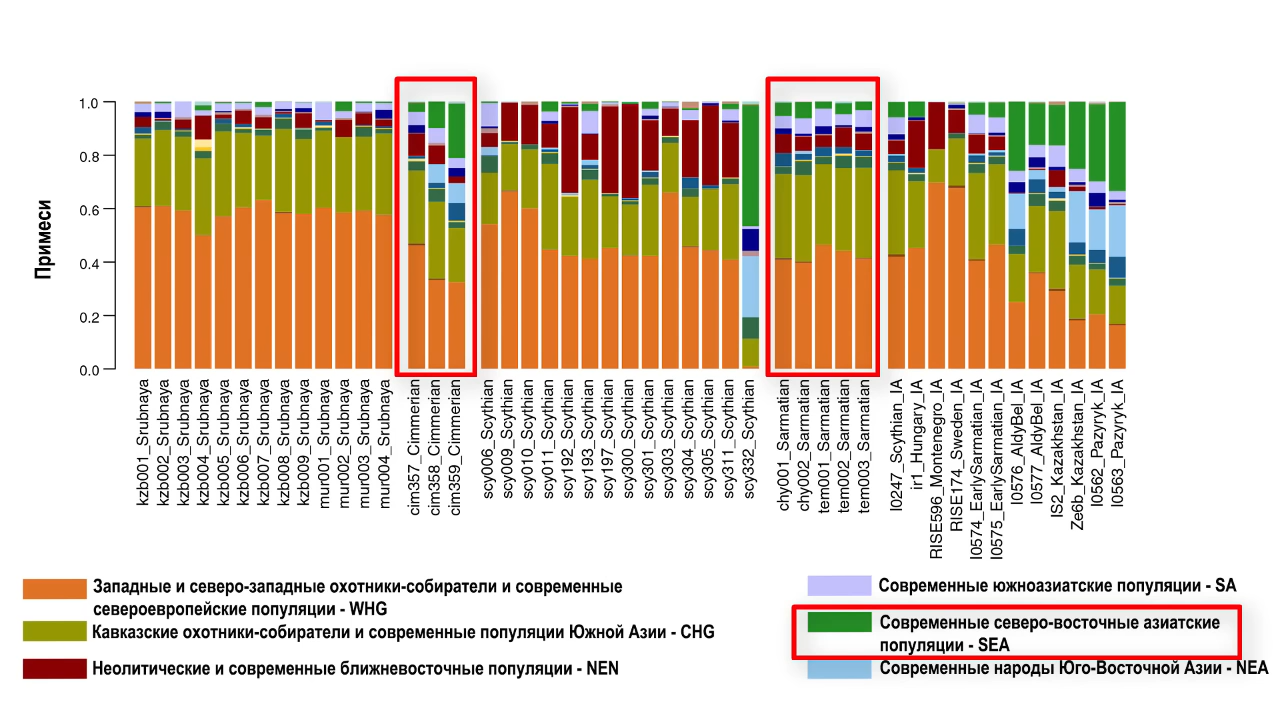 1.0
0.8
0.6
0.4
0.2
0.0
Примеси
kzb001_Srubnaya
kzb002_Srubnaya
kzb003_Srubnaya
kzb004_Srubnaya
kzb005_Srubnaya
kzb006_Srubnaya
kzb007_Srubnaya
kzb008_Srubnaya
kzb009_Srubnaya
mur001_Srubnaya
mur002_Srubnaya
mur003_Srubnaya
mur004_Srubnaya
cim357_Cimmerian
cim358_Cimmerian
cim359_Cimmerian
scy006_Scythian
scy009_Scythian
scy010_Scythian
scy011_Scythian
scy192_Scythian
scy193_Scythian
scy197_Scythian
scy300_Scythian
scy301_Scythian
scy303_Scythian
scy304_Scythian
scy305_Scythian
scy311_Scythian
scy332_Scythian
chy001_Sarmatian
chy002_Sarmatian
tem001_Sarmatian
tem002_Sarmatian
tem003_Sarmatian
I0247_Scythian_IA
ir1_Hungary_IA
RISE596_Montenegro_IA
RISE174_Sweden_IA
I0574_EarlySarmatian_IA
I0575_EarlySarmatian_IA
I0576_AldyBel_IA
I0577_AldyBel_IA
IS2_Kazakhstan_IA
Ze6b_Kazakhstan_IA
I0562_Pazyryk_IA
I0563_Pazyryk_IA
Западные и северо-западные охотники-собиратели и современные
североевропейские популяции - WHG
Кавказские охотники-собиратели и современные популяции Южной Азии - CHG
Неолитические и современные ближневосточные популяции - NEN
Современные южноазиатские популяции - SA
Современные северо-восточные азиатские
популяции - SEA
Современные народы Юго-Восточной Азии - NEA